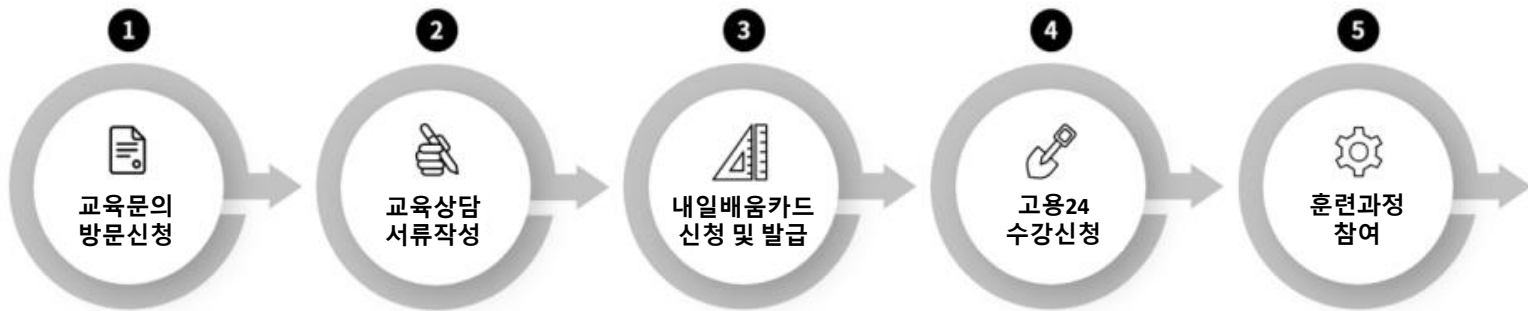 1
교육문의
방문신청
2
교육상담
서류작성
3
내일배움카드
신청 및 발급
4
고용24
수강신청
5
훈련과정
참여